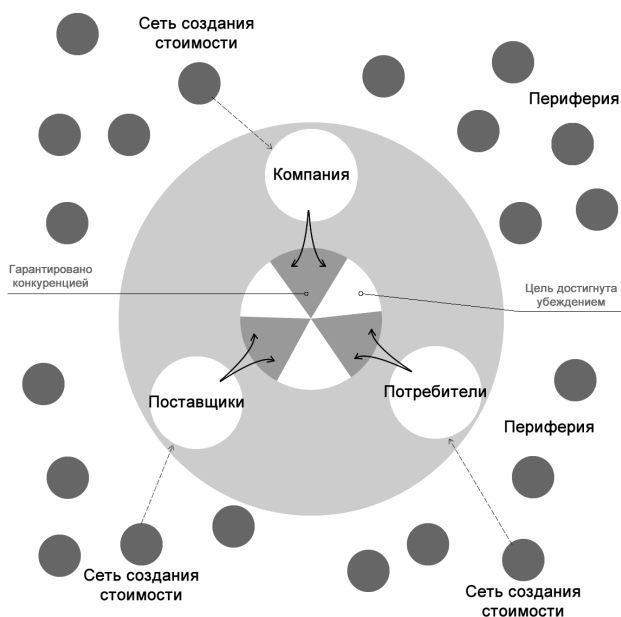 Сеть создания
стоимости
Периферия
Компания
Гарантировано
конкуренцией
Цель достигнута
убеждением
Поставщики
Потребители
Периферия
Сеть создания
стоимости
Сеть создания
стоимости